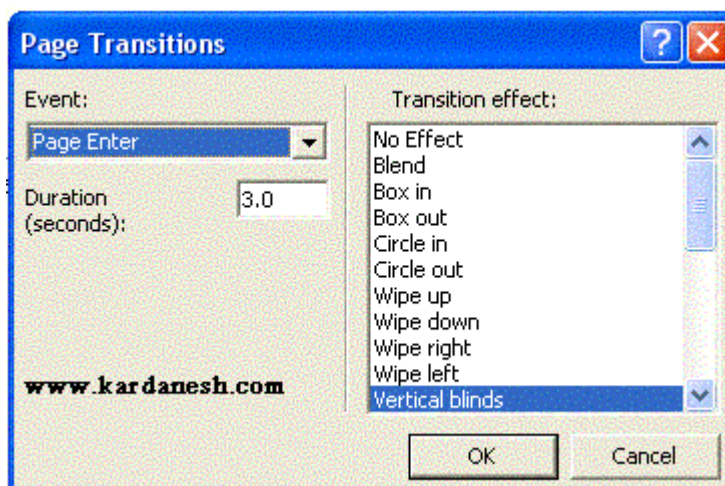 Page Transitions
Event:
Page Enter
Duration
(seconds):
3.0
www.kardanesh.com
Transition effect:
No Effect
Blend
Box in
Box out
Circle in
Circle out
Wipe up
Wipe down
Wipe right
Wipe left
Vertical blinds
OK
Cancel